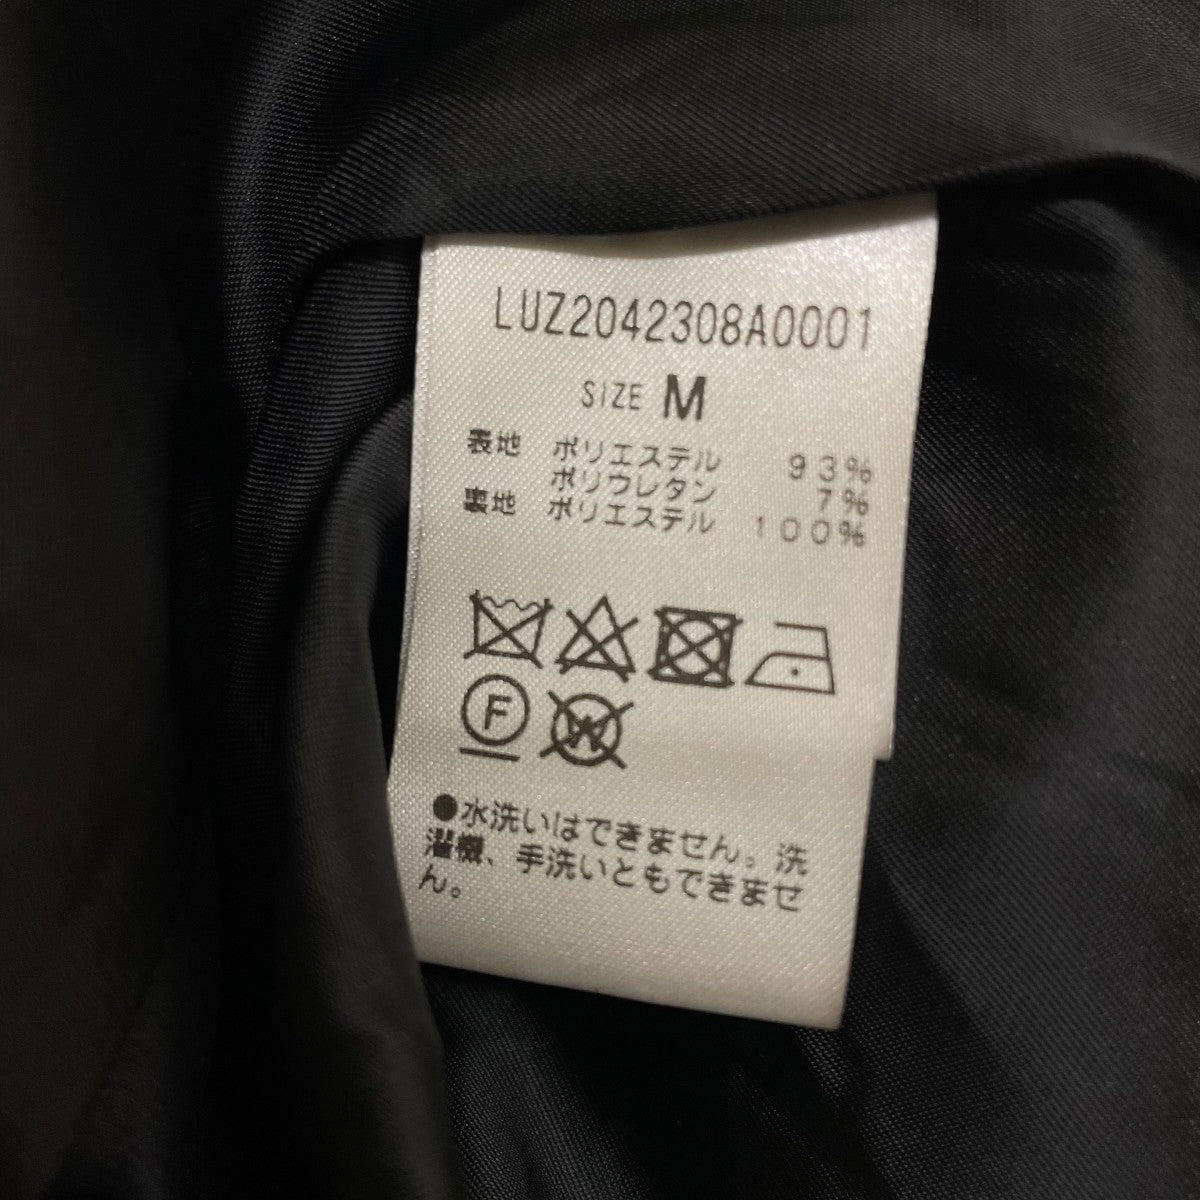 LUZ2042308A0001
SIZE M
表地 ポリエステル 93%
ポリウレタン 7%
裏地 ポリエステル 100%
F
W
●水洗いはできません。洗
濯機、手洗いともできませ
ん。